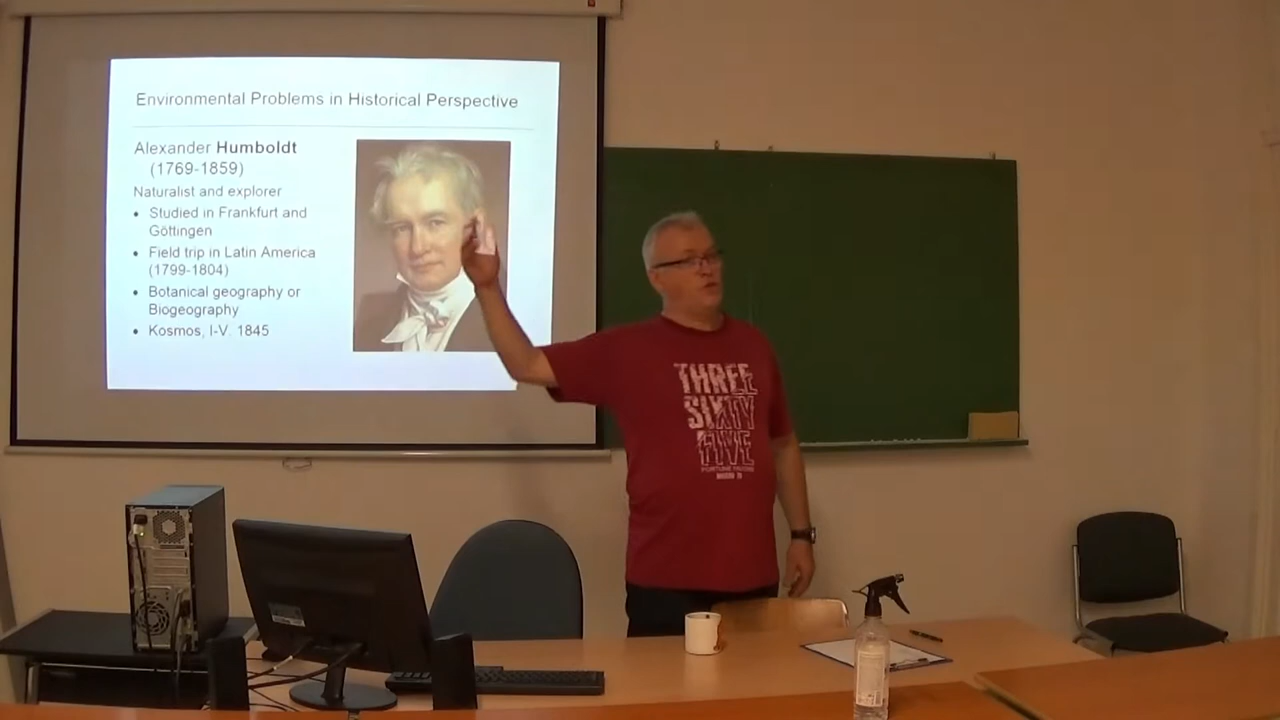 Environmental Problems in Historical Perspective
Alexander Humboldt
(1769-1859)
Naturalist and explorer
• Studied in Frankfurt and
Göttingen
• Field trip in Latin America
(1799-1804)
• Botanical geography or
Biogeography
• Kosmos, I-V. 1845
THREE
SIXTY
FIVE